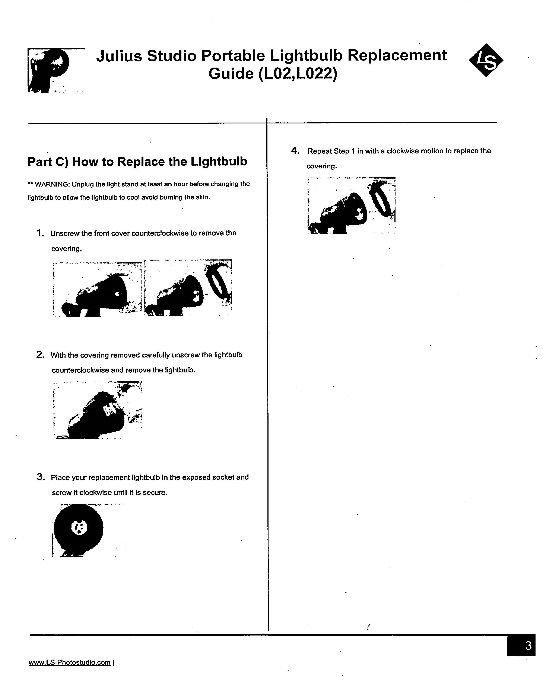 Julius Studio Portable Lightbulb Replacement
Guide (L02,L022)
LS
Part C) How to Replace the Lightbulb
** WARNING: Unplug the light stand at least an hour before changing the
lightbulb to allow the lightbulb to cool avoid burning the skin.
1. Unscrew the front cover counterclockwise to remove the
covering.
2. With the covering removed carefully unscrew the lightbulb
counterclockwise and remove the lightbulb.
3. Place your replacement lightbulb in the exposed socket and
screw it clockwise until it is secure.
4. Repeat Step 1 in with a clockwise motion to replace the
covering.
3
www.LS-Photostudio.com |